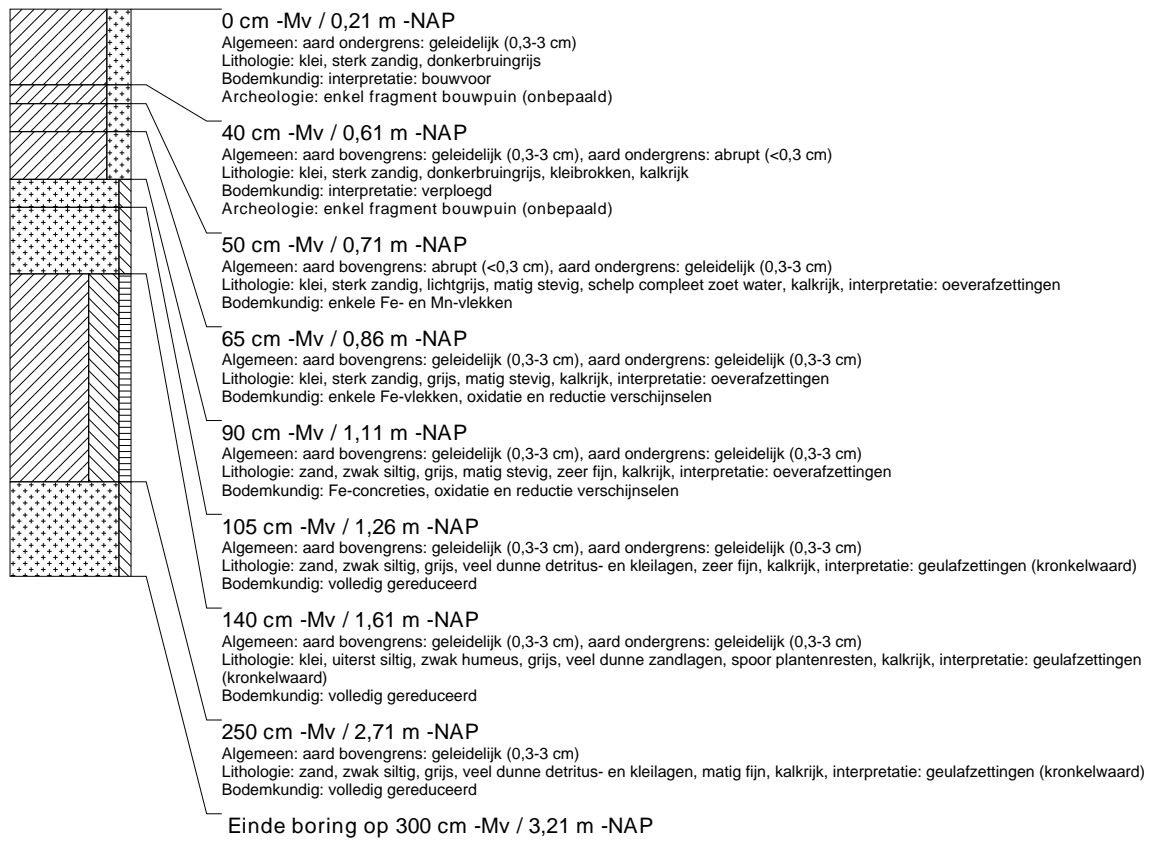 0 cm -Mv / 0,21 m -NAP
Algemeen: aard ondergrens: geleidelijk (0,3-3 cm)
Lithologie: klei, sterk zandig, donkerbruingrijs
Bodemkundig: interpretatie: bouwvoor
Archeologie: enkel fragment bouwpuin (onbepaald)
40 cm -Mv / 0,61 m -NAP
Algemeen: aard bovengrens: geleidelijk (0,3-3 cm), aard ondergrens: abrupt (<0,3 cm)
Lithologie: klei, sterk zandig, donkerbruingrijs, kleibrokken, kalkrijk
Bodemkundig: interpretatie: verploegd
Archeologie: enkel fragment bouwpuin (onbepaald)
50 cm -Mv / 0,71 m -NAP
Algemeen: aard bovengrens: abrupt (<0,3 cm), aard ondergrens: geleidelijk (0,3-3 cm)
Lithologie: klei, sterk zandig, lichtgrijs, matig stevig, schelp compleet zoet water, kalkrijk, interpretatie: oeverafzettingen
Bodemkundig: enkele Fe- en Mn-vlekken
65 cm -Mv / 0,86 m -NAP
Algemeen: aard bovengrens: geleidelijk (0,3-3 cm), aard ondergrens: geleidelijk (0,3-3 cm)
Lithologie: klei, sterk zandig, grijs, matig stevig, kalkrijk, interpretatie: oeverafzettingen
Bodemkundig: enkele Fe-vlekken, oxidatie en reductie verschijnselen
90 cm -Mv / 1,11 m -NAP
Algemeen: aard bovengrens: geleidelijk (0,3-3 cm), aard ondergrens: geleidelijk (0,3-3 cm)
Lithologie: zand, zwak siltig, grijs, matig stevig, zeer fijn, kalkrijk, interpretatie: oeverafzettingen
Bodemkundig: Fe-concreties, oxidatie en reductie verschijnselen
105 cm -Mv / 1,26 m -NAP
Algemeen: aard bovengrens: geleidelijk (0,3-3 cm), aard ondergrens: geleidelijk (0,3-3 cm)
Lithologie: zand, zwak siltig, grijs, veel dunne detritus- en kleilagen, zeer fijn, kalkrijk, interpretatie: geulafzettingen (kronkelwaard)
Bodemkundig: volledig gereduceerd
140 cm -Mv / 1,61 m -NAP
Algemeen: aard bovengrens: geleidelijk (0,3-3 cm), aard ondergrens: geleidelijk (0,3-3 cm)
Lithologie: klei, uiterst siltig, zwak humeus, grijs, veel dunne zandlagen, spoor plantenresten, kalkrijk, interpretatie: geulafzettingen
(kronkelwaard)
Bodemkundig: volledig gereduceerd
250 cm -Mv / 2,71 m -NAP
Algemeen: aard bovengrens: geleidelijk (0,3-3 cm)
Lithologie: zand, zwak siltig, grijs, veel dunne detritus- en kleilagen, matig fijn, kalkrijk, interpretatie: geulafzettingen (kronkelwaard)
Bodemkundig: volledig gereduceerd
Einde boring op 300 cm -Mv / 3,21 m -NAP